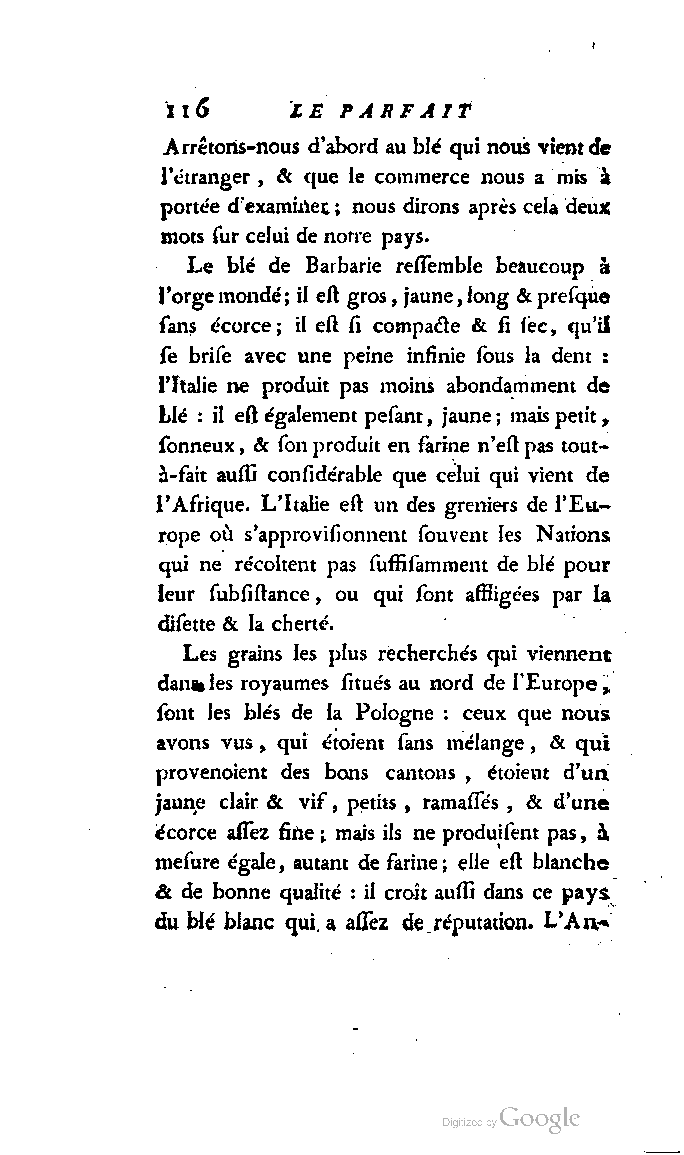 116 LE PARFAIT
Arrêtons-nous d'abord au blé qui nous vient de
l'étranger, & que le commerce nous a mis à
portée d'examiner; nous dirons après cela deux
mots ſur celui de notre pays.
Le blé de Barbarie reſſemble beaucoup à
l'orge mondé; il eſt gros, jaune, long & preſque
ſans écorce; il eſt ſi compacte & ſi ſec, qu'il
ſe briſe avec une peine infinie ſous la dent :
l'Italie ne produit pas moins abondamment de
blé : il eſt également peſant, jaune; mais petit,
ſonneux, & ſon produit en farine n'eſt pas tout-
à-fait auſſi conſidérable que celui qui vient de
l'Afrique. L'Italie eſt un des greniers de l'Eu-
rope où s'approviſionnent ſouvent les Nations
qui ne récoltent pas ſuffiſamment de blé pour
leur ſubſiſtance, ou qui ſont affligées par la
diſette & la cherté.
Les grains les plus recherchés qui viennent
dans les royaumes ſitués au nord de l'Europe,
ſont les blés de la Pologne : ceux que nous
avons vus, qui étoient ſans mélange, & qui
provenoient des bons cantons, étoient d'un
jaune clair & vif, petits, ramaſſés, & d'une
écorce aſſez fine; mais ils ne produiſent pas, à
meſure égale, autant de farine; elle eſt blanche
& de bonne qualité : il croît auſſi dans ce pays
du blé blanc qui a aſſez de réputation. L'An-
Digitized by Google